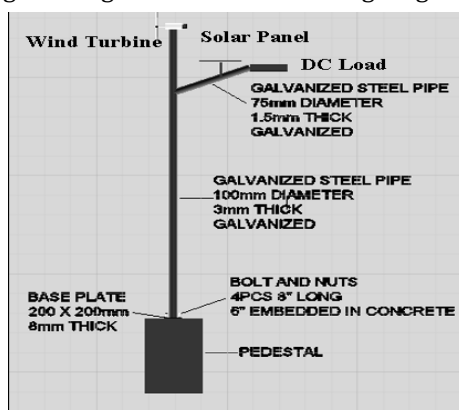 Wind Turbine
Solar Panel
DC Load
GALVANIZED STEEL PIPE
75mm DIAMETER
1.5mm THICK
GALVANIZED
GALVANIZED STEEL PIPE
100mm DIAMETER
3mm THICK
GALVANIZED
BOLT AND NUTS
4PCS 8" LONG
6" EMBEDDED IN CONCRETE
BASE PLATE
200 X 200mm
8mm THICK
PEDESTAL